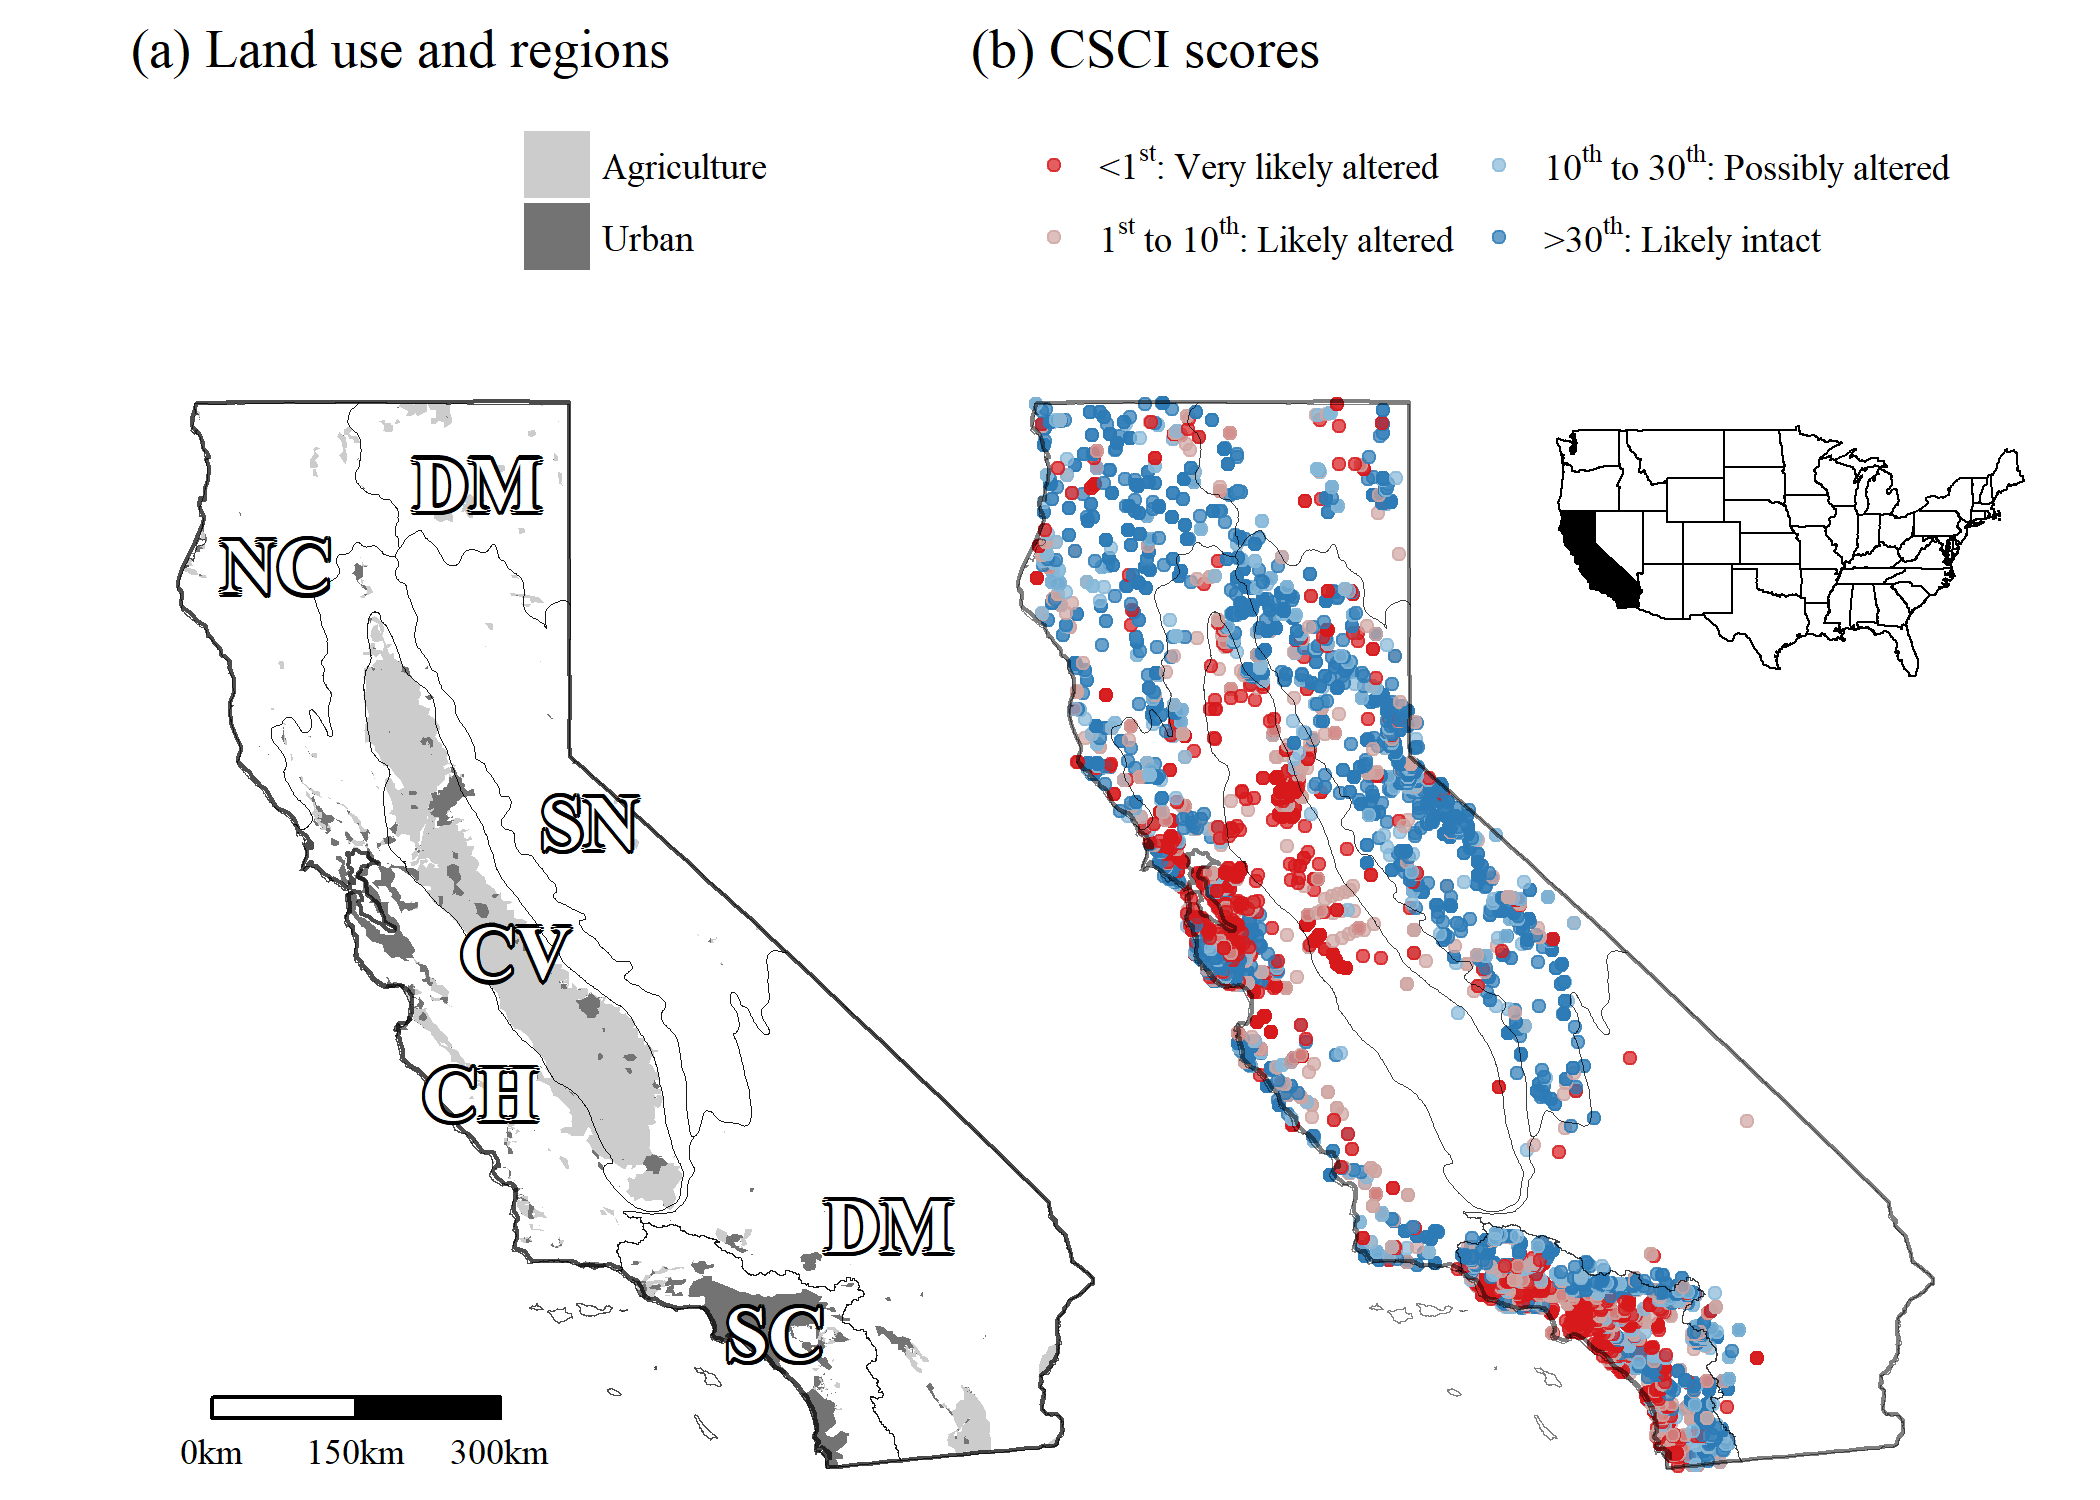 (a) Land use and regions
(b) CSCI scores
Agriculture
Urban
<1st: Very likely altered
1st to 10th: Likely altered
10th to 30th: Possibly altered
>30th: Likely intact
DM
NC
SN
CV
CH
DM
SC
0km 150km 300km